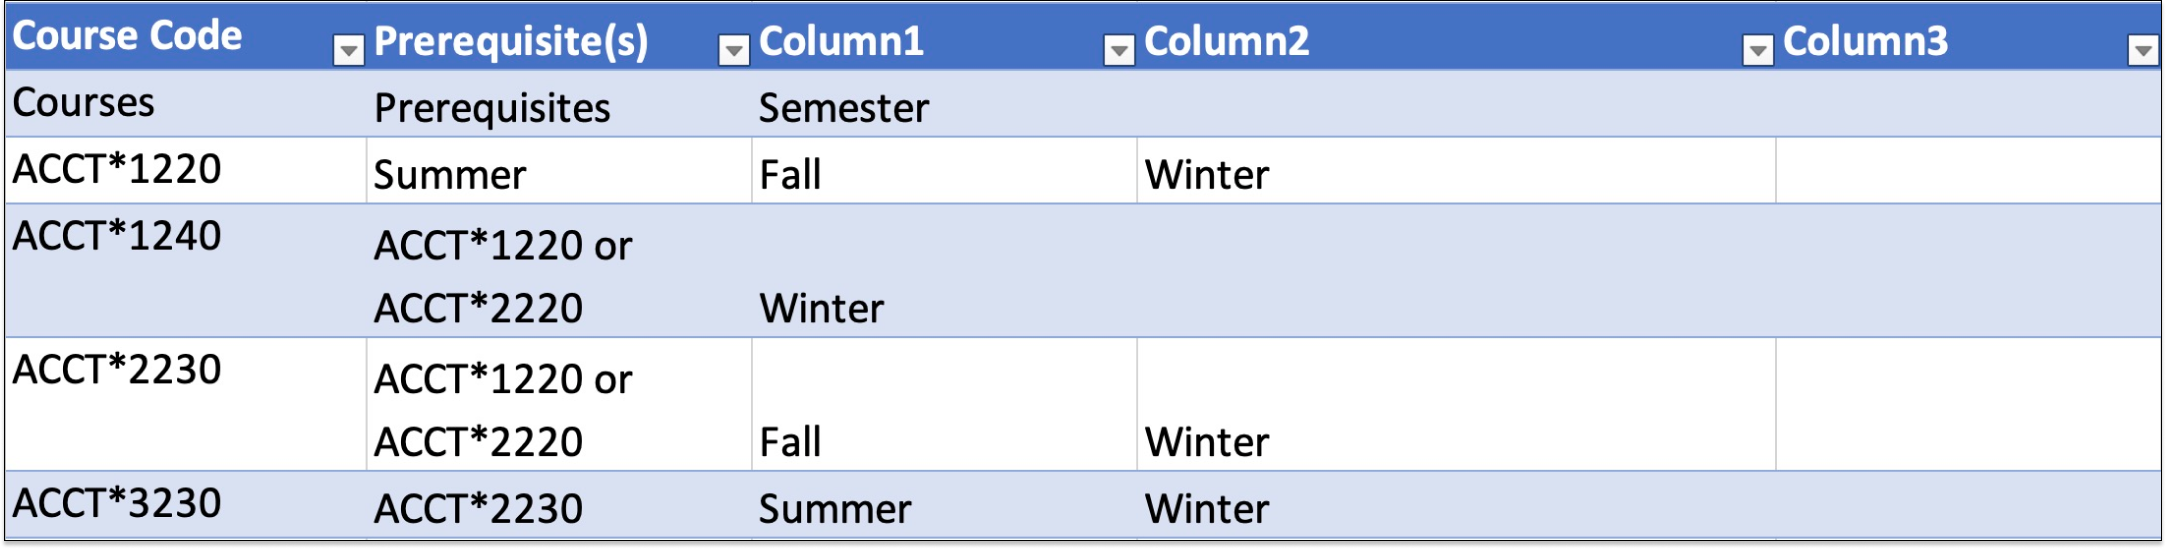 Course Code Prerequisite(s) Column1 Column2 Column3
Courses Prerequisites Semester
ACCT*1220 Summer Fall Winter
ACCT*1240 ACCT*1220 or
ACCT*2220 Winter
ACCT*2230 ACCT*1220 or
ACCT*2220 Fall Winter
ACCT*3230 ACCT*2230 Summer Winter